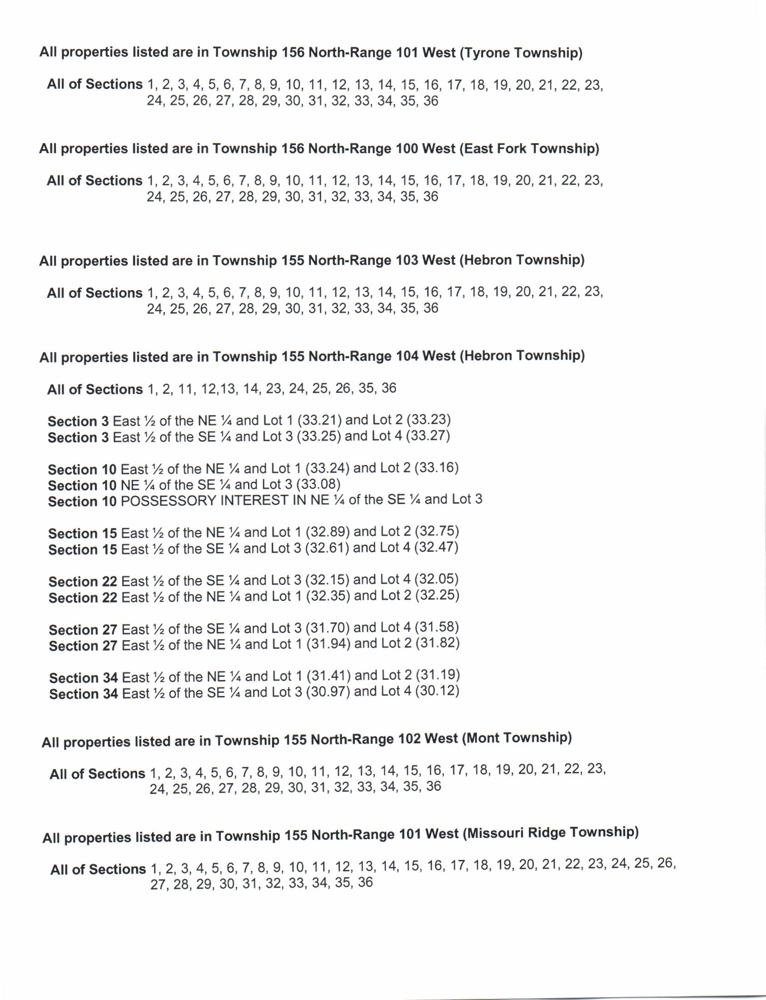 All properties listed are in Township 156 North-Range 101 West (Tyrone Township)
All of Sections 1, 2, 3, 4, 5, 6, 7, 8, 9, 10, 11, 12, 13, 14, 15, 16, 17, 18, 19, 20, 21, 22, 23,
24, 25, 26, 27, 28, 29, 30, 31, 32, 33, 34, 35, 36
All properties listed are in Township 156 North-Range 100 West (East Fork Township)
All of Sections 1, 2, 3, 4, 5, 6, 7, 8, 9, 10, 11, 12, 13, 14, 15, 16, 17, 18, 19, 20, 21, 22, 23,
24, 25, 26, 27, 28, 29, 30, 31, 32, 33, 34, 35, 36
All properties listed are in Township 155 North-Range 103 West (Hebron Township)
All of Sections 1, 2, 3, 4, 5, 6, 7, 8, 9, 10, 11, 12, 13, 14, 15, 16, 17, 18, 19, 20, 21, 22, 23,
24, 25, 26, 27, 28, 29, 30, 31, 32, 33, 34, 35, 36
All properties listed are in Township 155 North-Range 104 West (Hebron Township)
All of Sections 1, 2, 11, 12,13, 14, 23, 24, 25, 26, 35, 36
Section 3 East ½ of the NE ¼ and Lot 1 (33.21) and Lot 2 (33.23)
Section 3 East ½ of the SE ¼ and Lot 3 (33.25) and Lot 4 (33.27)
Section 10 East ½ of the NE ¼ and Lot 1 (33.24) and Lot 2 (33.16)
Section 10 NE ¼ of the SE ¼ and Lot 3 (33.08)
Section 10 POSSESSORY INTEREST IN NE ¼ of the SE ¼ and Lot 3
Section 15 East ½ of the NE ¼ and Lot 1 (32.89) and Lot 2 (32.75)
Section 15 East ½ of the SE ¼ and Lot 3 (32.61) and Lot 4 (32.47)
Section 22 East ½ of the SE ¼ and Lot 3 (32.15) and Lot 4 (32.05)
Section 22 East ½ of the NE ¼ and Lot 1 (32.35) and Lot 2 (32.25)
Section 27 East ½ of the SE ¼ and Lot 3 (31.70) and Lot 4 (31.58)
Section 27 East ½ of the NE ¼ and Lot 1 (31.94) and Lot 2 (31.82)
Section 34 East ½ of the NE ¼ and Lot 1 (31.41) and Lot 2 (31.19)
Section 34 East ½ of the SE ¼ and Lot 3 (30.97) and Lot 4 (30.12)
All properties listed are in Township 155 North-Range 102 West (Mont Township)
All of Sections 1, 2, 3, 4, 5, 6, 7, 8, 9, 10, 11, 12, 13, 14, 15, 16, 17, 18, 19, 20, 21, 22, 23,
24, 25, 26, 27, 28, 29, 30, 31, 32, 33, 34, 35, 36
All properties listed are in Township 155 North-Range 101 West (Missouri Ridge Township)
All of Sections 1, 2, 3, 4, 5, 6, 7, 8, 9, 10, 11, 12, 13, 14, 15, 16, 17, 18, 19, 20, 21, 22, 23, 24, 25, 26,
27, 28, 29, 30, 31, 32, 33, 34, 35, 36